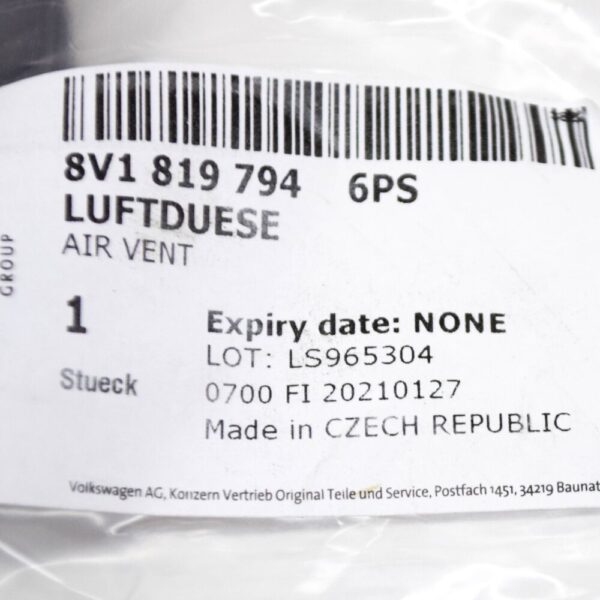 8V1 819 794 6PS
LUFTDUESE
AIR VENT
GROUP
1
Stueck
Expiry date: NONE
LOT: LS965304
0700 FI 20210127
Made in CZECH REPUBLIC
Volkswagen AG, Konzern Vertrieb Original Teile und Service, Postfach 1451, 34219 Baunat